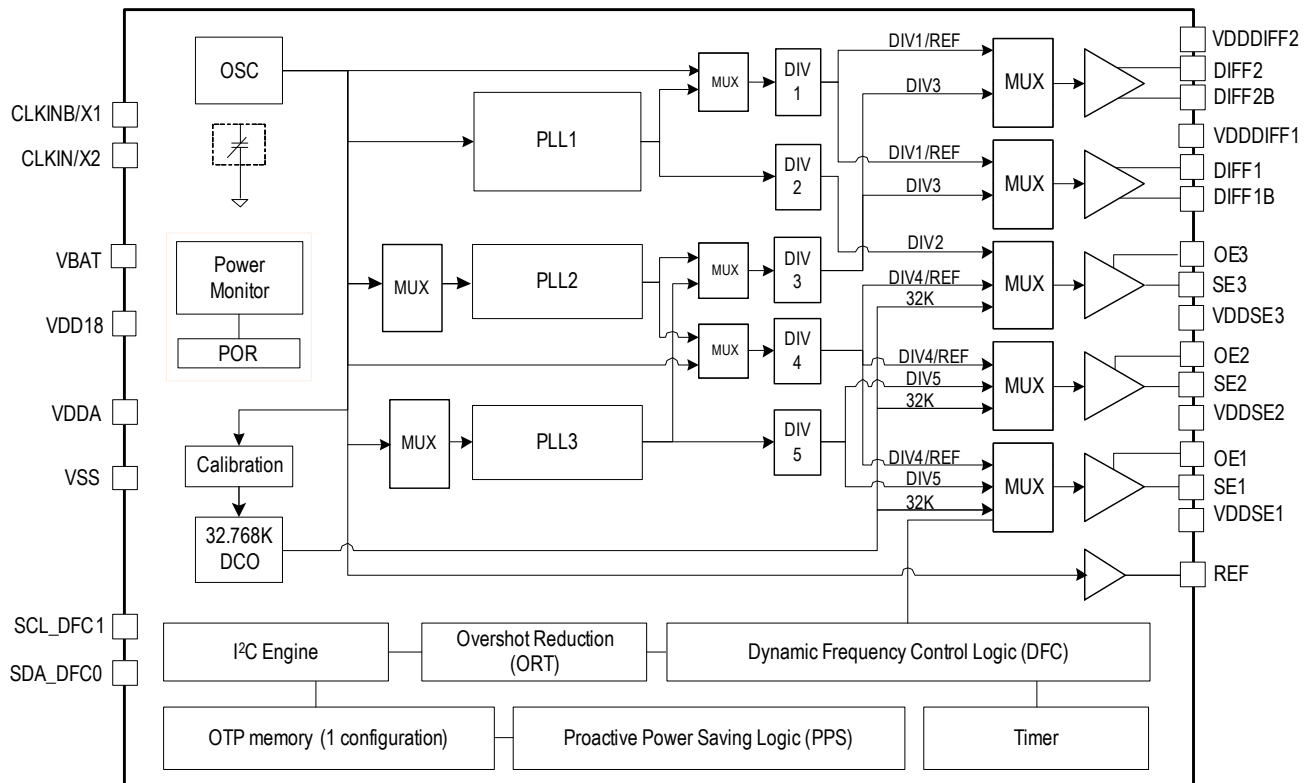 VDDDIFF2
DIV1/REF
OSC
MUX
DIV
1
MUX
DIFF2
DIV3
DIFF2B
CLKINB/X1
PLL1
VDDDIFF1
CLKIN/X2
DIV1/REF
DIV
2
MUX
DIFF1
DIV3
DIFF1B
VBAT
Power
Monitor
MUX
PLL2
MUX
DIV
3
DIV2
DIV4/REF
32K
MUX
OE3
SE3
VDD18
POR
MUX
DIV
4
VDDSE3
DIV4/REF
DIV5
32K
MUX
OE2
SE2
VDDA
VDDSE2
MUX
PLL3
DIV
5
Calibration
DIV4/REF
DIV5
32K
MUX
OE1
SE1
VSS
VDDSE1
32.768K
DCO
REF
SCL_DFC1
SDA_DFC0
I²C Engine
Overshot Reduction
(ORT)
Dynamic Frequency Control Logic (DFC)
OTP memory (1 configuration)
Proactive Power Saving Logic (PPS)
Timer